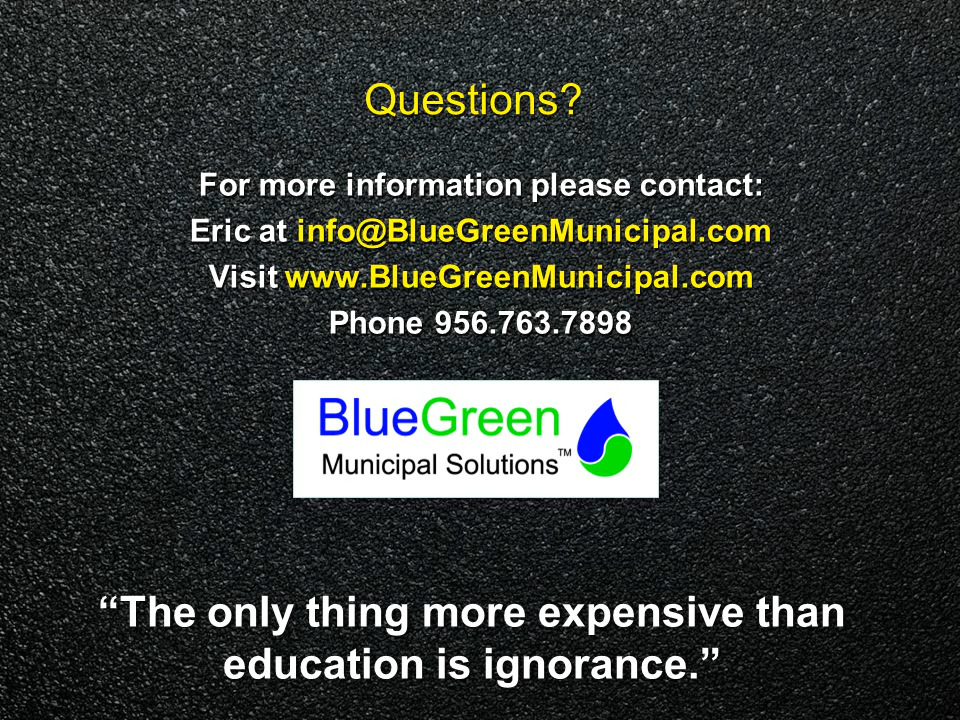 Questions?
For more information please contact:
Eric at info@BlueGreenMunicipal.com
Visit www.BlueGreenMunicipal.com
Phone 956.763.7898
BlueGreen
Municipal Solutions™
“The only thing more expensive than
education is ignorance.”